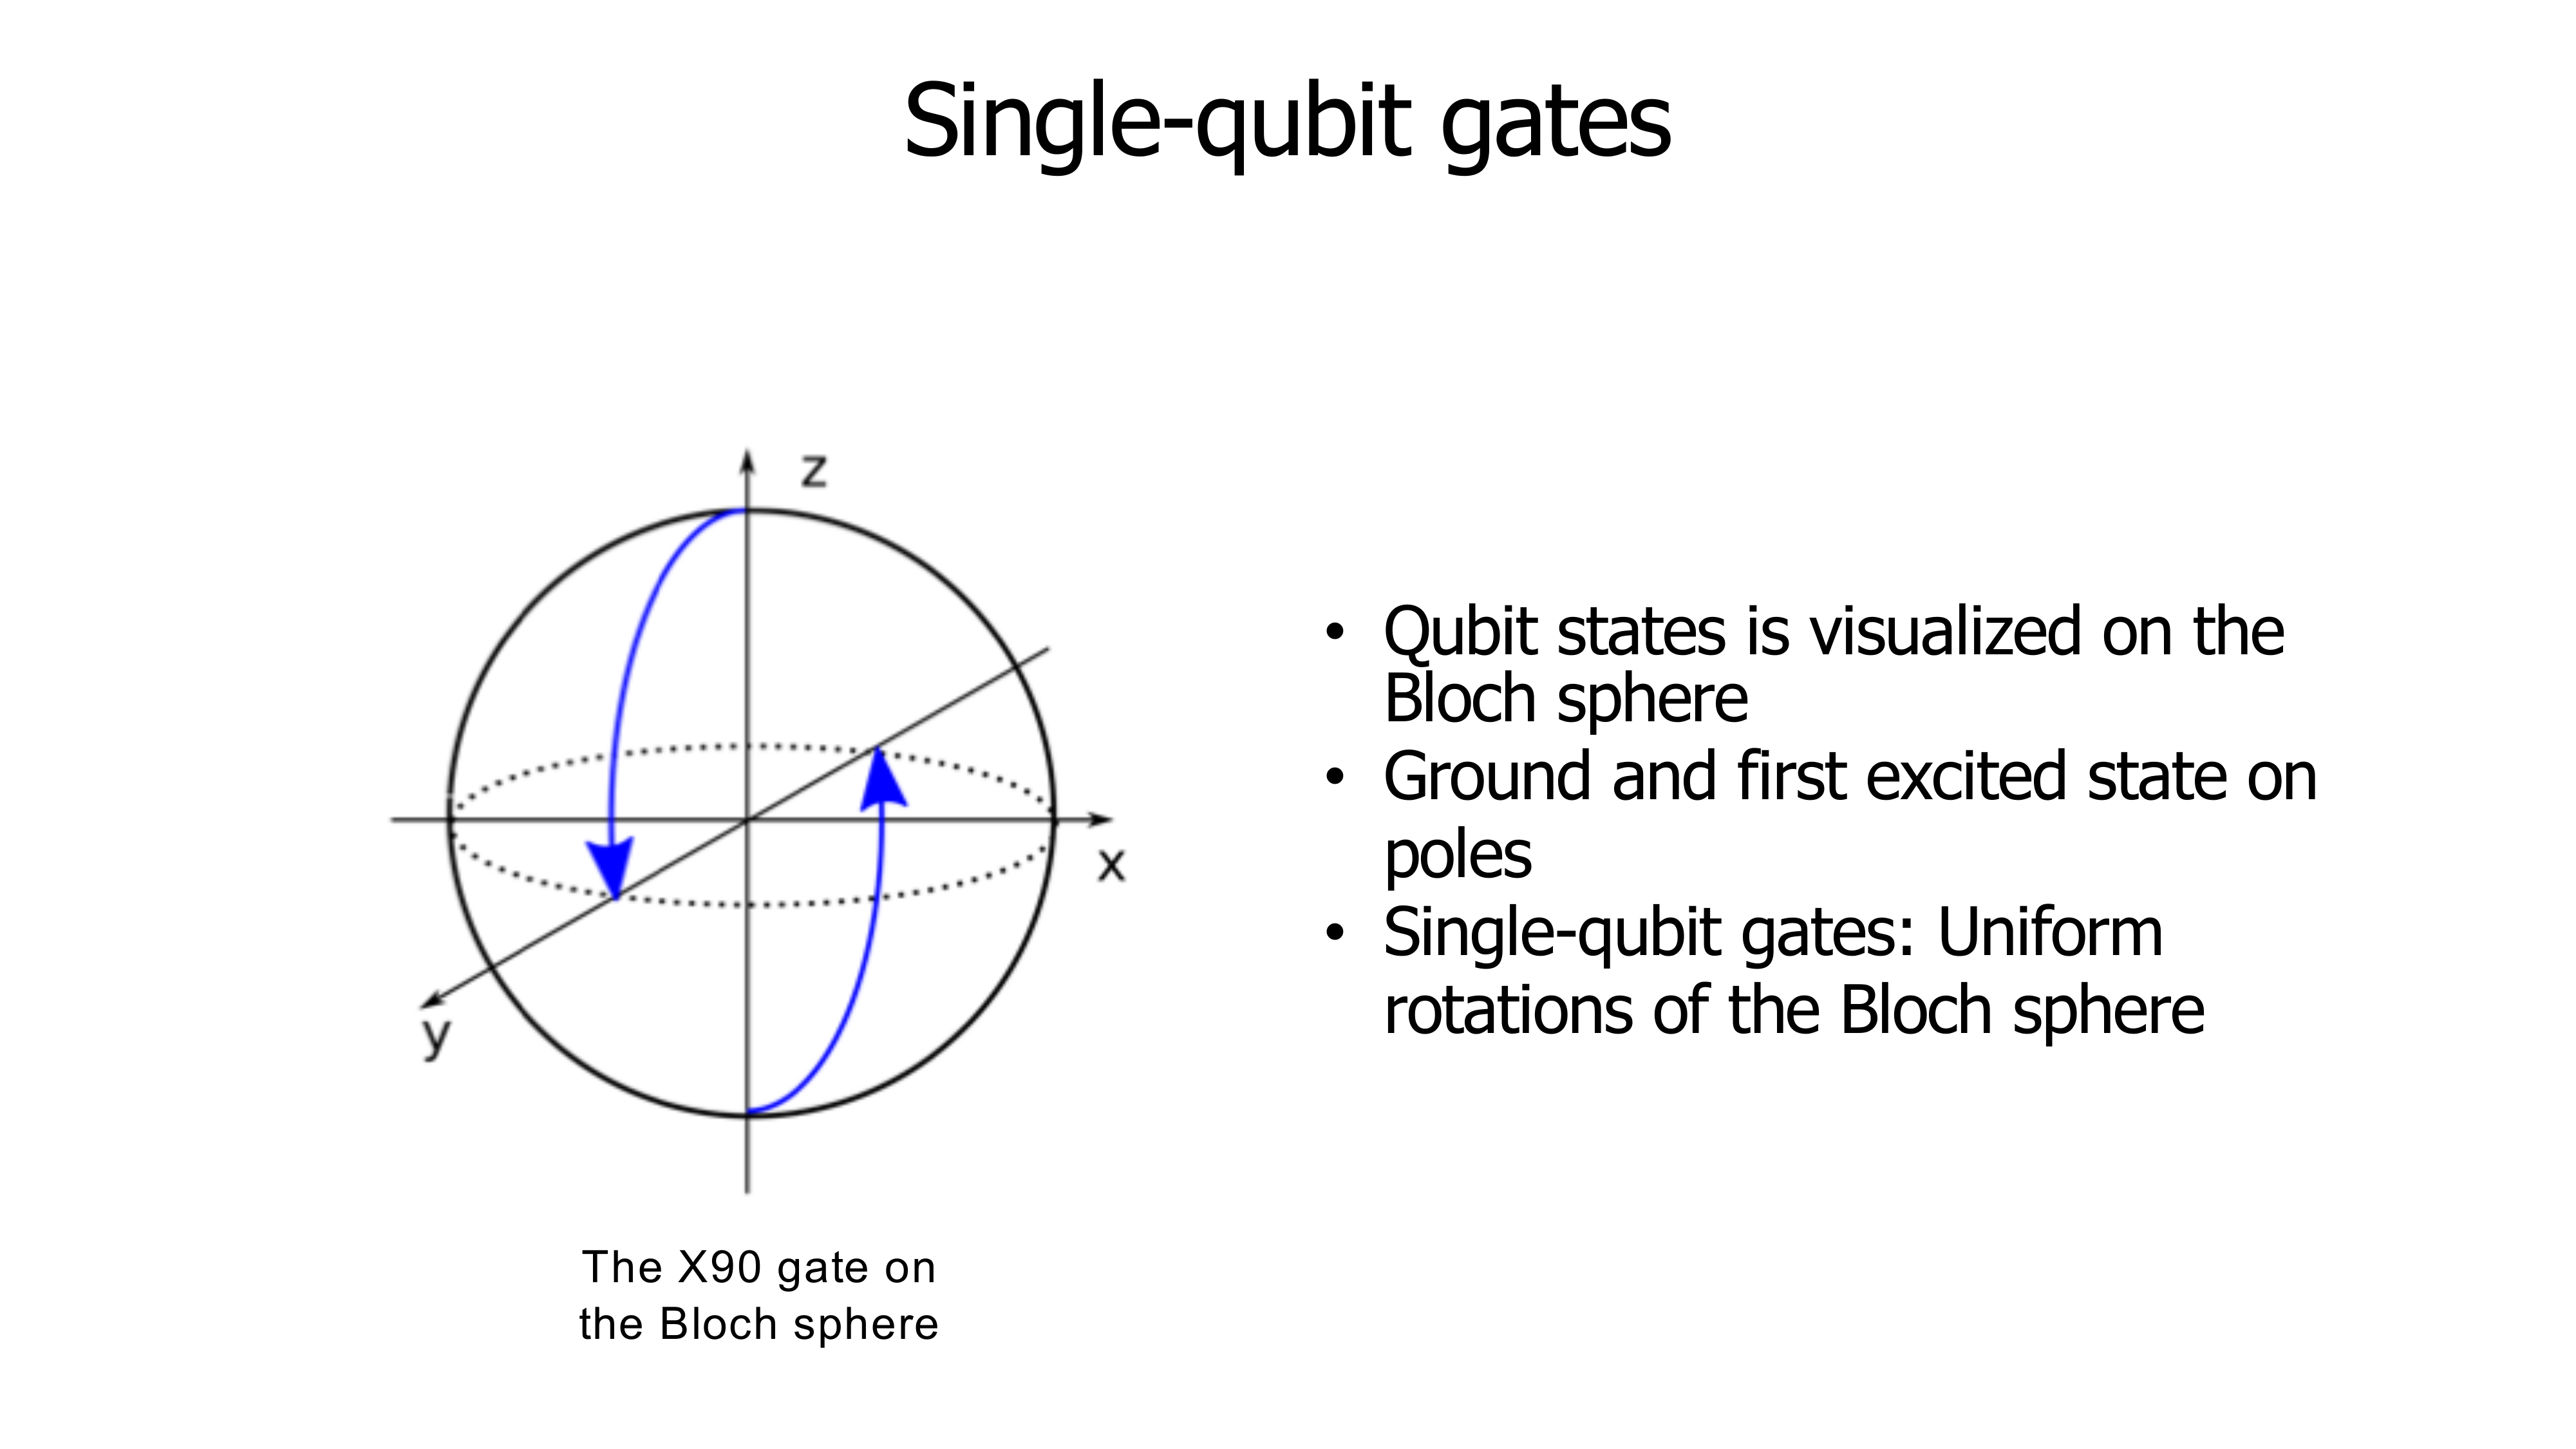 Single-qubit gates
z
x
y
The X90 gate on
the Bloch sphere
• Qubit states is visualized on the
Bloch sphere
• Ground and first excited state on
poles
• Single-qubit gates: Uniform
rotations of the Bloch sphere